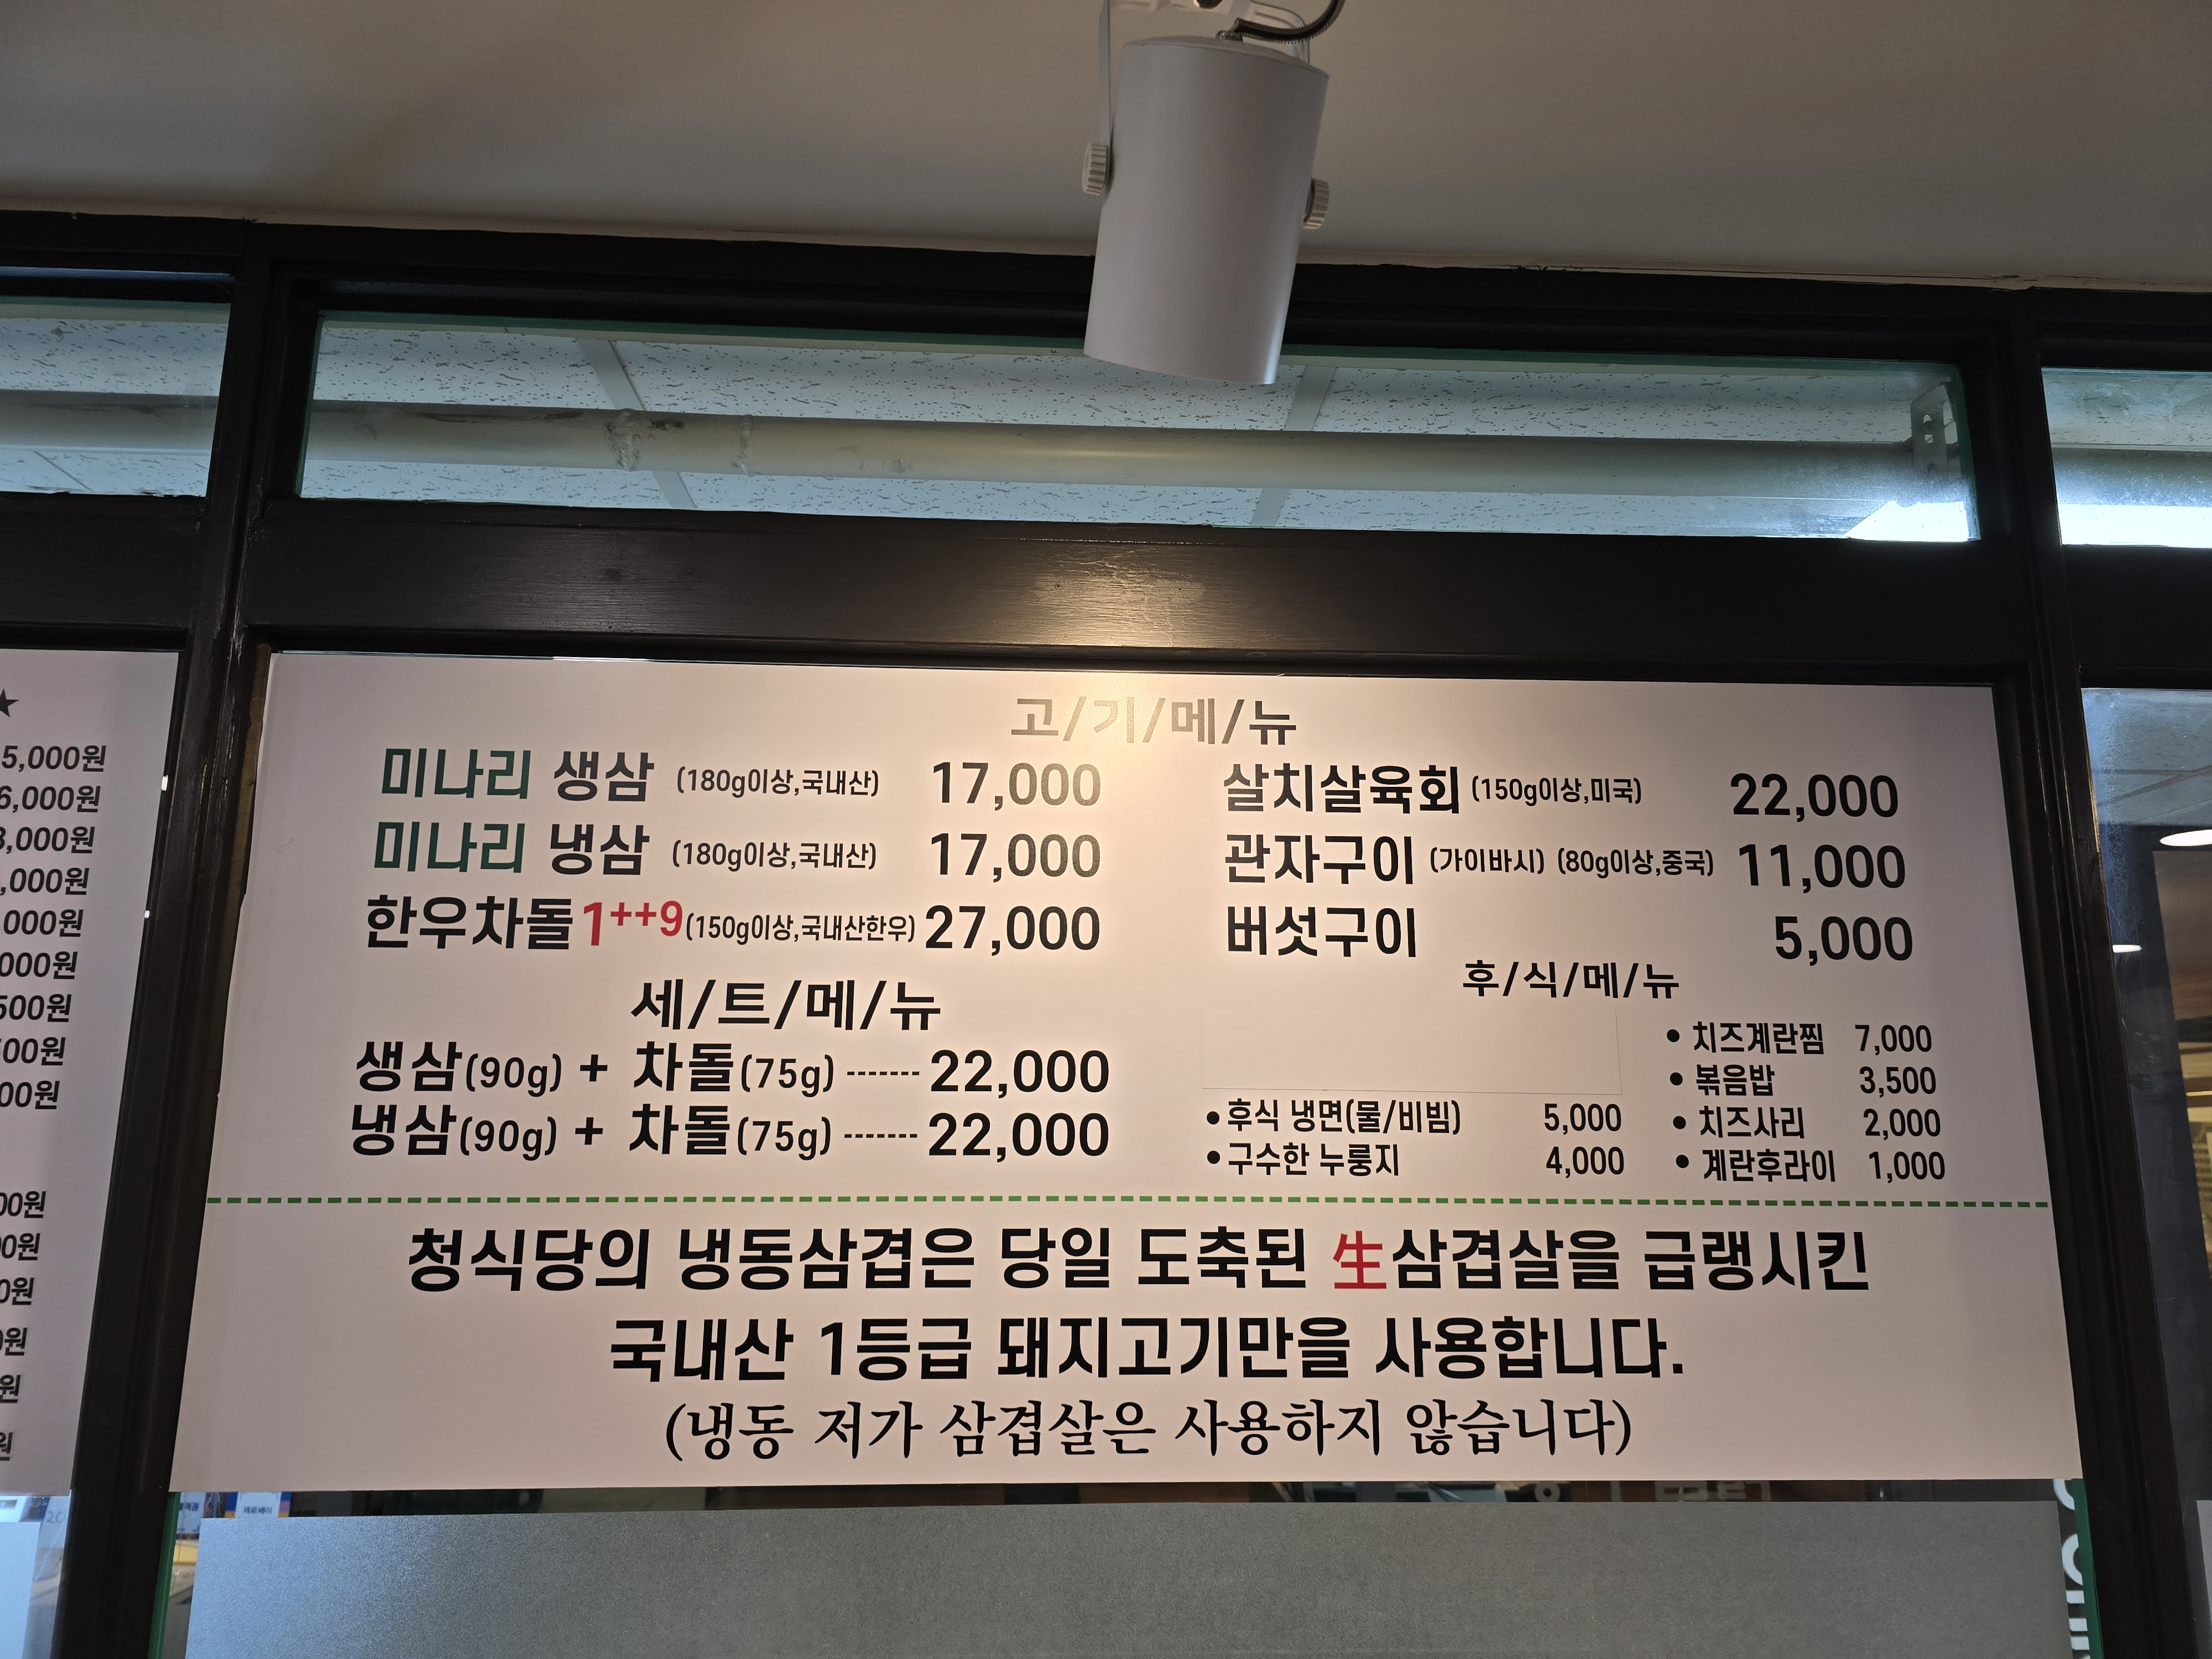 고/기/메/뉴
미나리 생삼 (180g이상,국내산) 17,000
미나리 냉삼 (180g이상,국내산) 17,000
한우차돌 1++9 (150g이상,국내산한우) 27,000
살치살육회 (150g이상,미국) 22,000
관자구이 (가이바시) (80g이상,중국) 11,000
버섯구이 5,000
세/트/메/뉴
생삼(90g) + 차돌(75g) ------- 22,000
냉삼(90g) + 차돌(75g) ------- 22,000
후/식/메/뉴
• 후식 냉면(물/비빔) 5,000
• 구수한 누룽지 4,000
• 치즈계란찜 7,000
• 볶음밥 3,500
• 치즈사리 2,000
• 계란후라이 1,000
청식당의 냉동삼겹은 당일 도축된 生삼겹살을 급랭시킨
국내산 1등급 돼지고기만을 사용합니다.
(냉동 저가 삼겹살은 사용하지 않습니다)